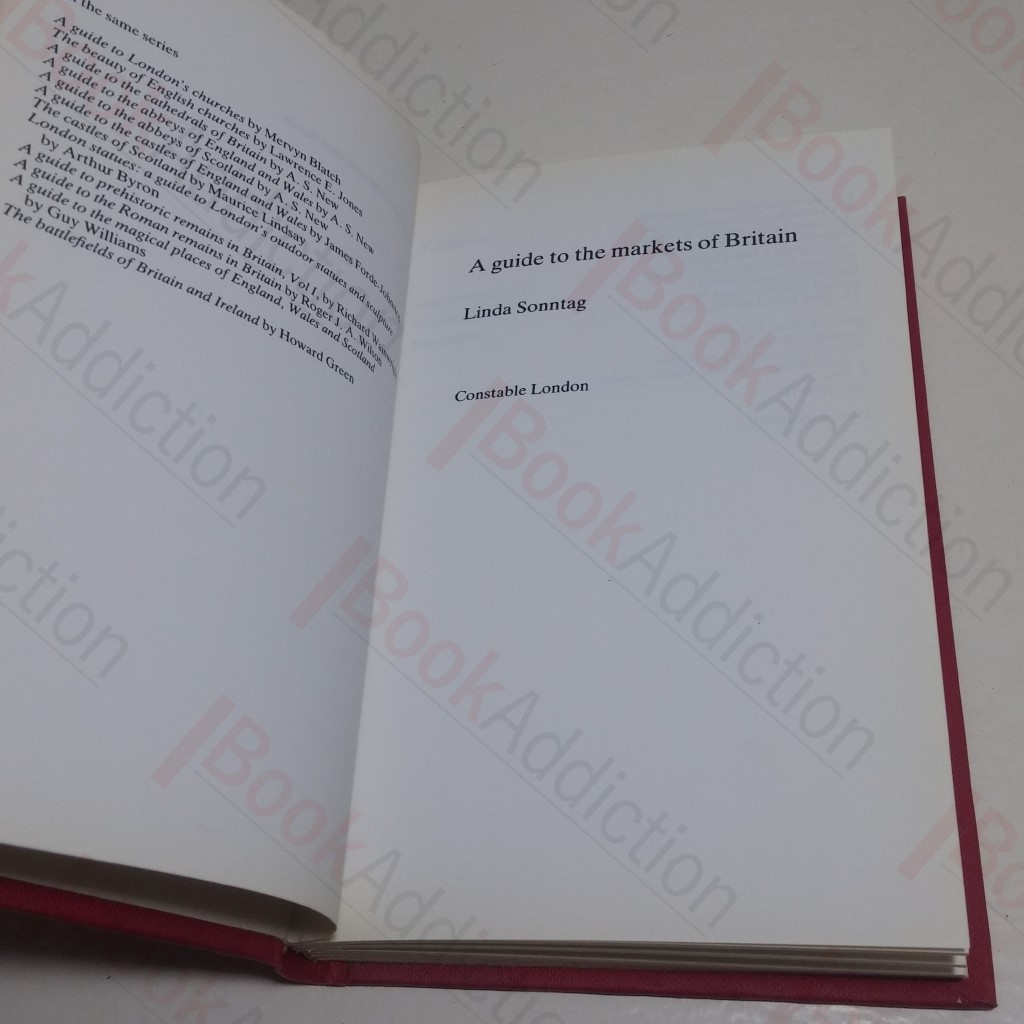 the same series
A guide to London's churches by Mervyn Blatch
The beauty of English churches by Lawrence E. Jones
A guide to the cathedrals of Britain by A. S. New
A guide to the abbeys of England and Wales by A. S. New
A guide to the abbeys of Scotland by A. S. New
A guide to the castles of England and Wales by James Forde-Johnston
The castles of Scotland by Maurice Lindsay
London statues: a guide to London's outdoor statues and sculpture
by Arthur Byron
A guide to prehistoric remains in Britain, Vol I, by Richard
A guide to the Roman remains in Britain by Roger J. A. Wilson
A guide to the magical places of England, Wales and Scotland
by Guy Williams
The battlefields of Britain and Ireland by Howard Green
A guide to the markets of Britain
Linda Sonntag
Constable London
BookAddiction